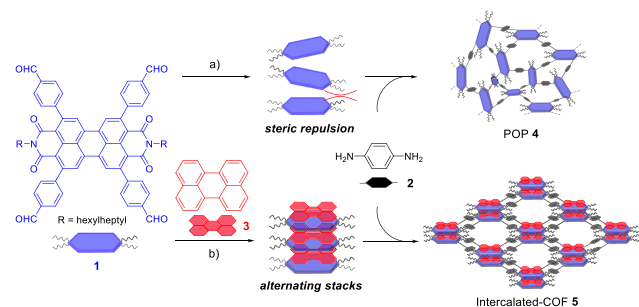 OHC
CHO
a)
O
N
O
R
O
N
O
R
steric repulsion
POP 4
H₂N
NH₂
2
OHC
CHO
R = hexylheptyl
1
3
b)
alternating stacks
Intercalated-COF 5